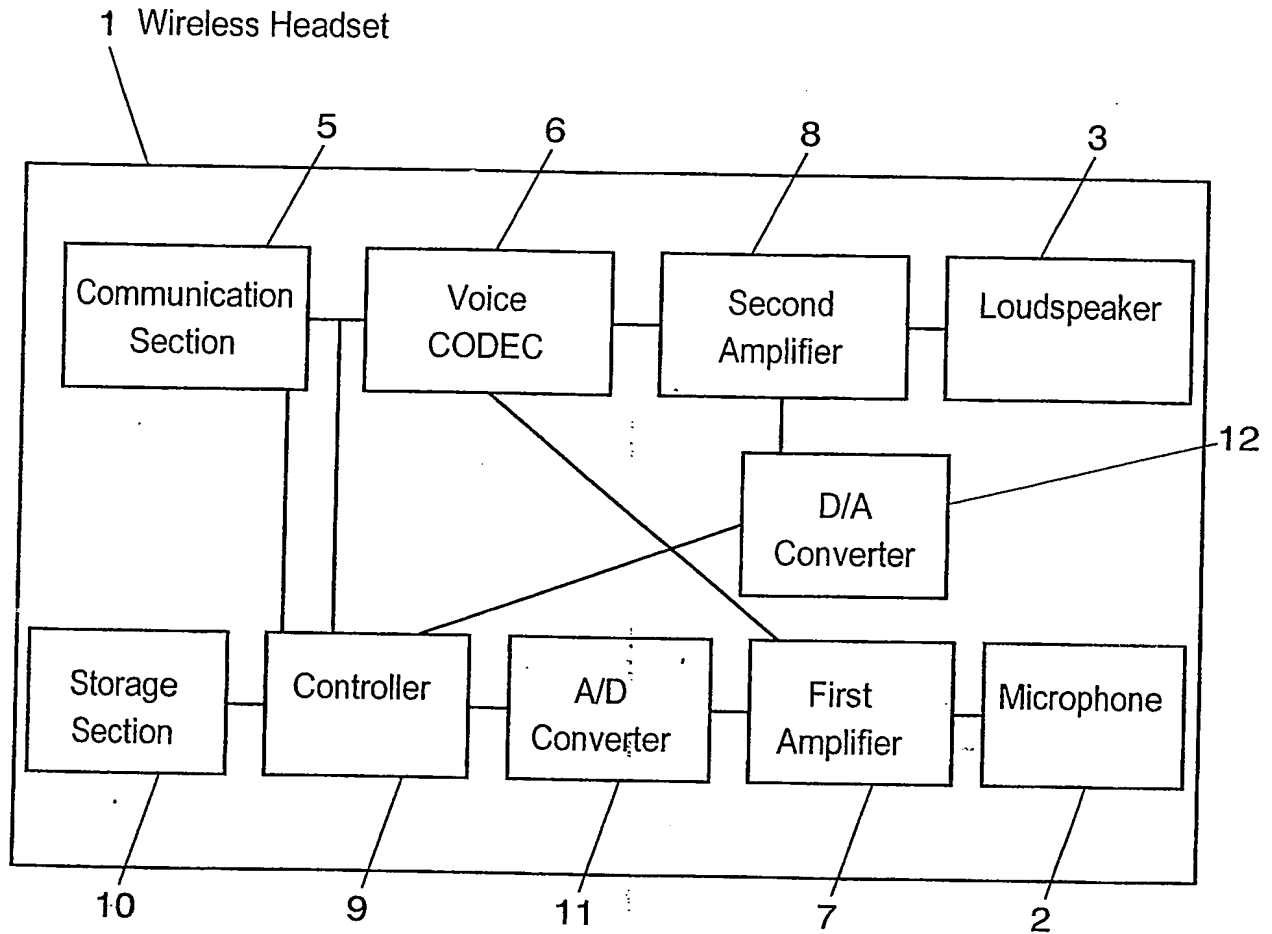 1 Wireless Headset
5
6
8
3
Communication
Section
Voice
CODEC
Second
Amplifier
Loudspeaker
12
D/A
Converter
Storage
Section
Controller
A/D
Converter
First
Amplifier
Microphone
10
9
11
7
2